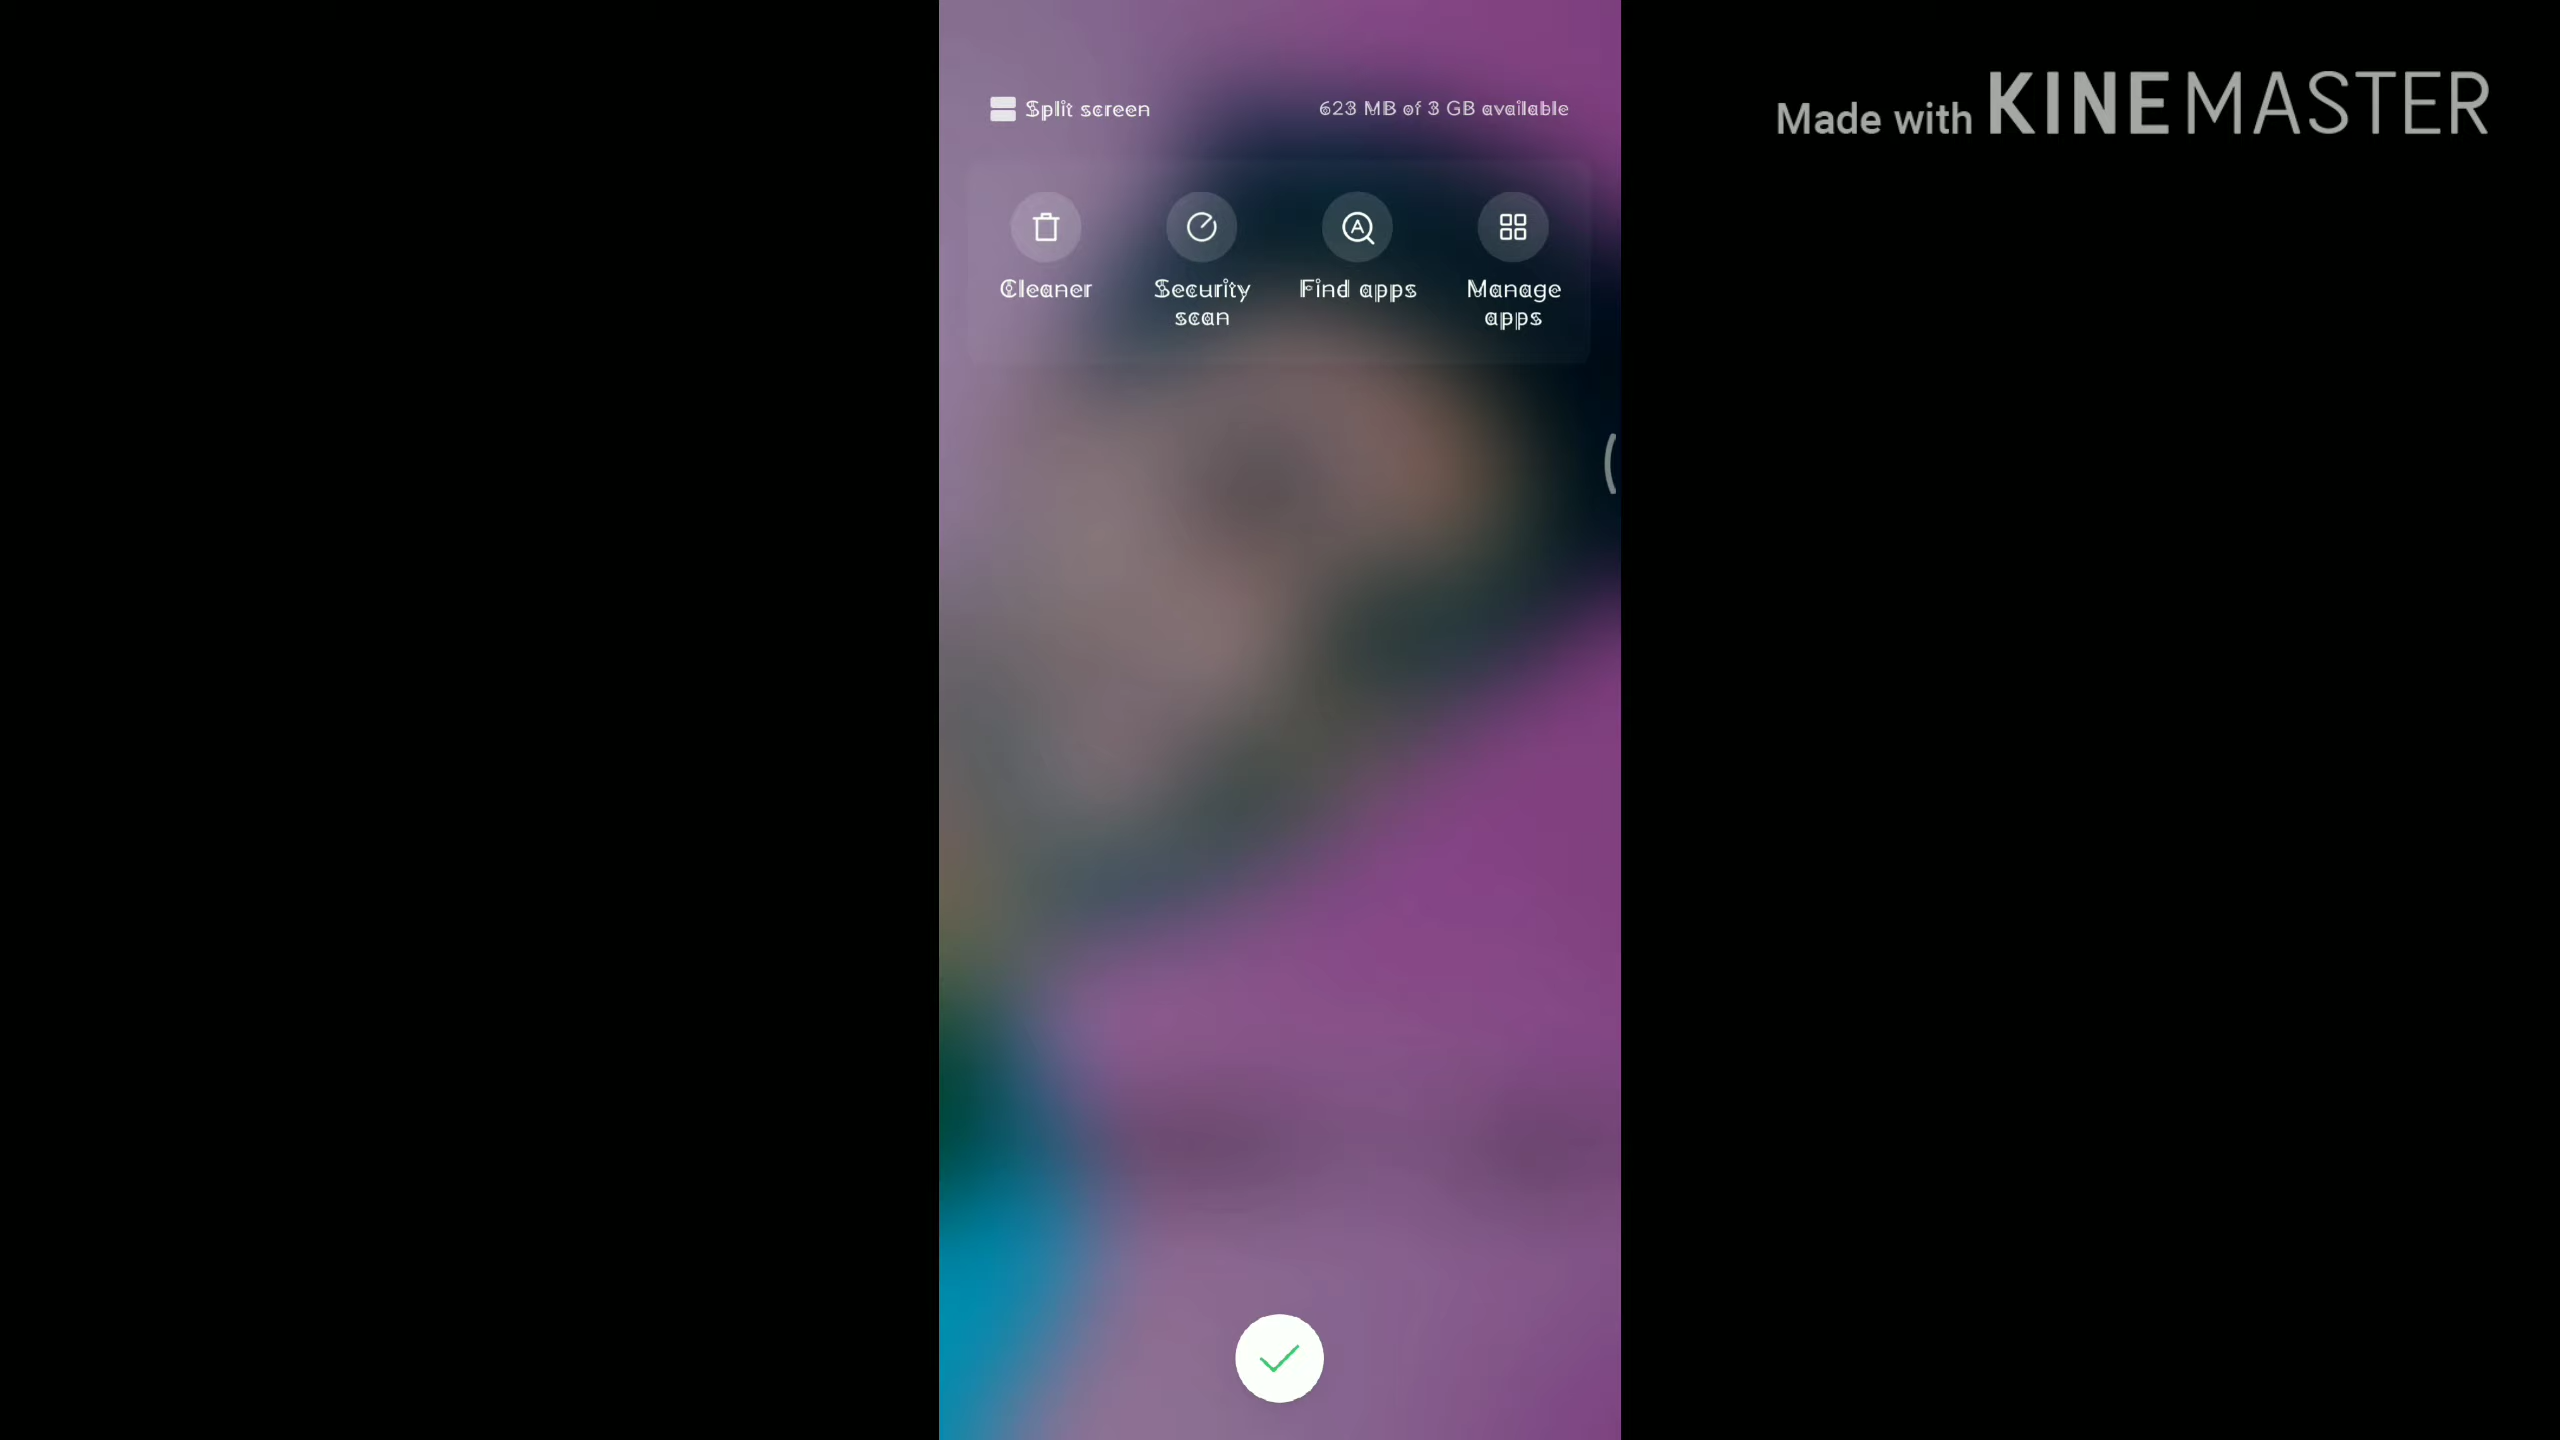 Split screen
623 MB of 3 GB available
Made with KINEMASTER
Cleaner
Security
scan
Find apps
Manage
apps